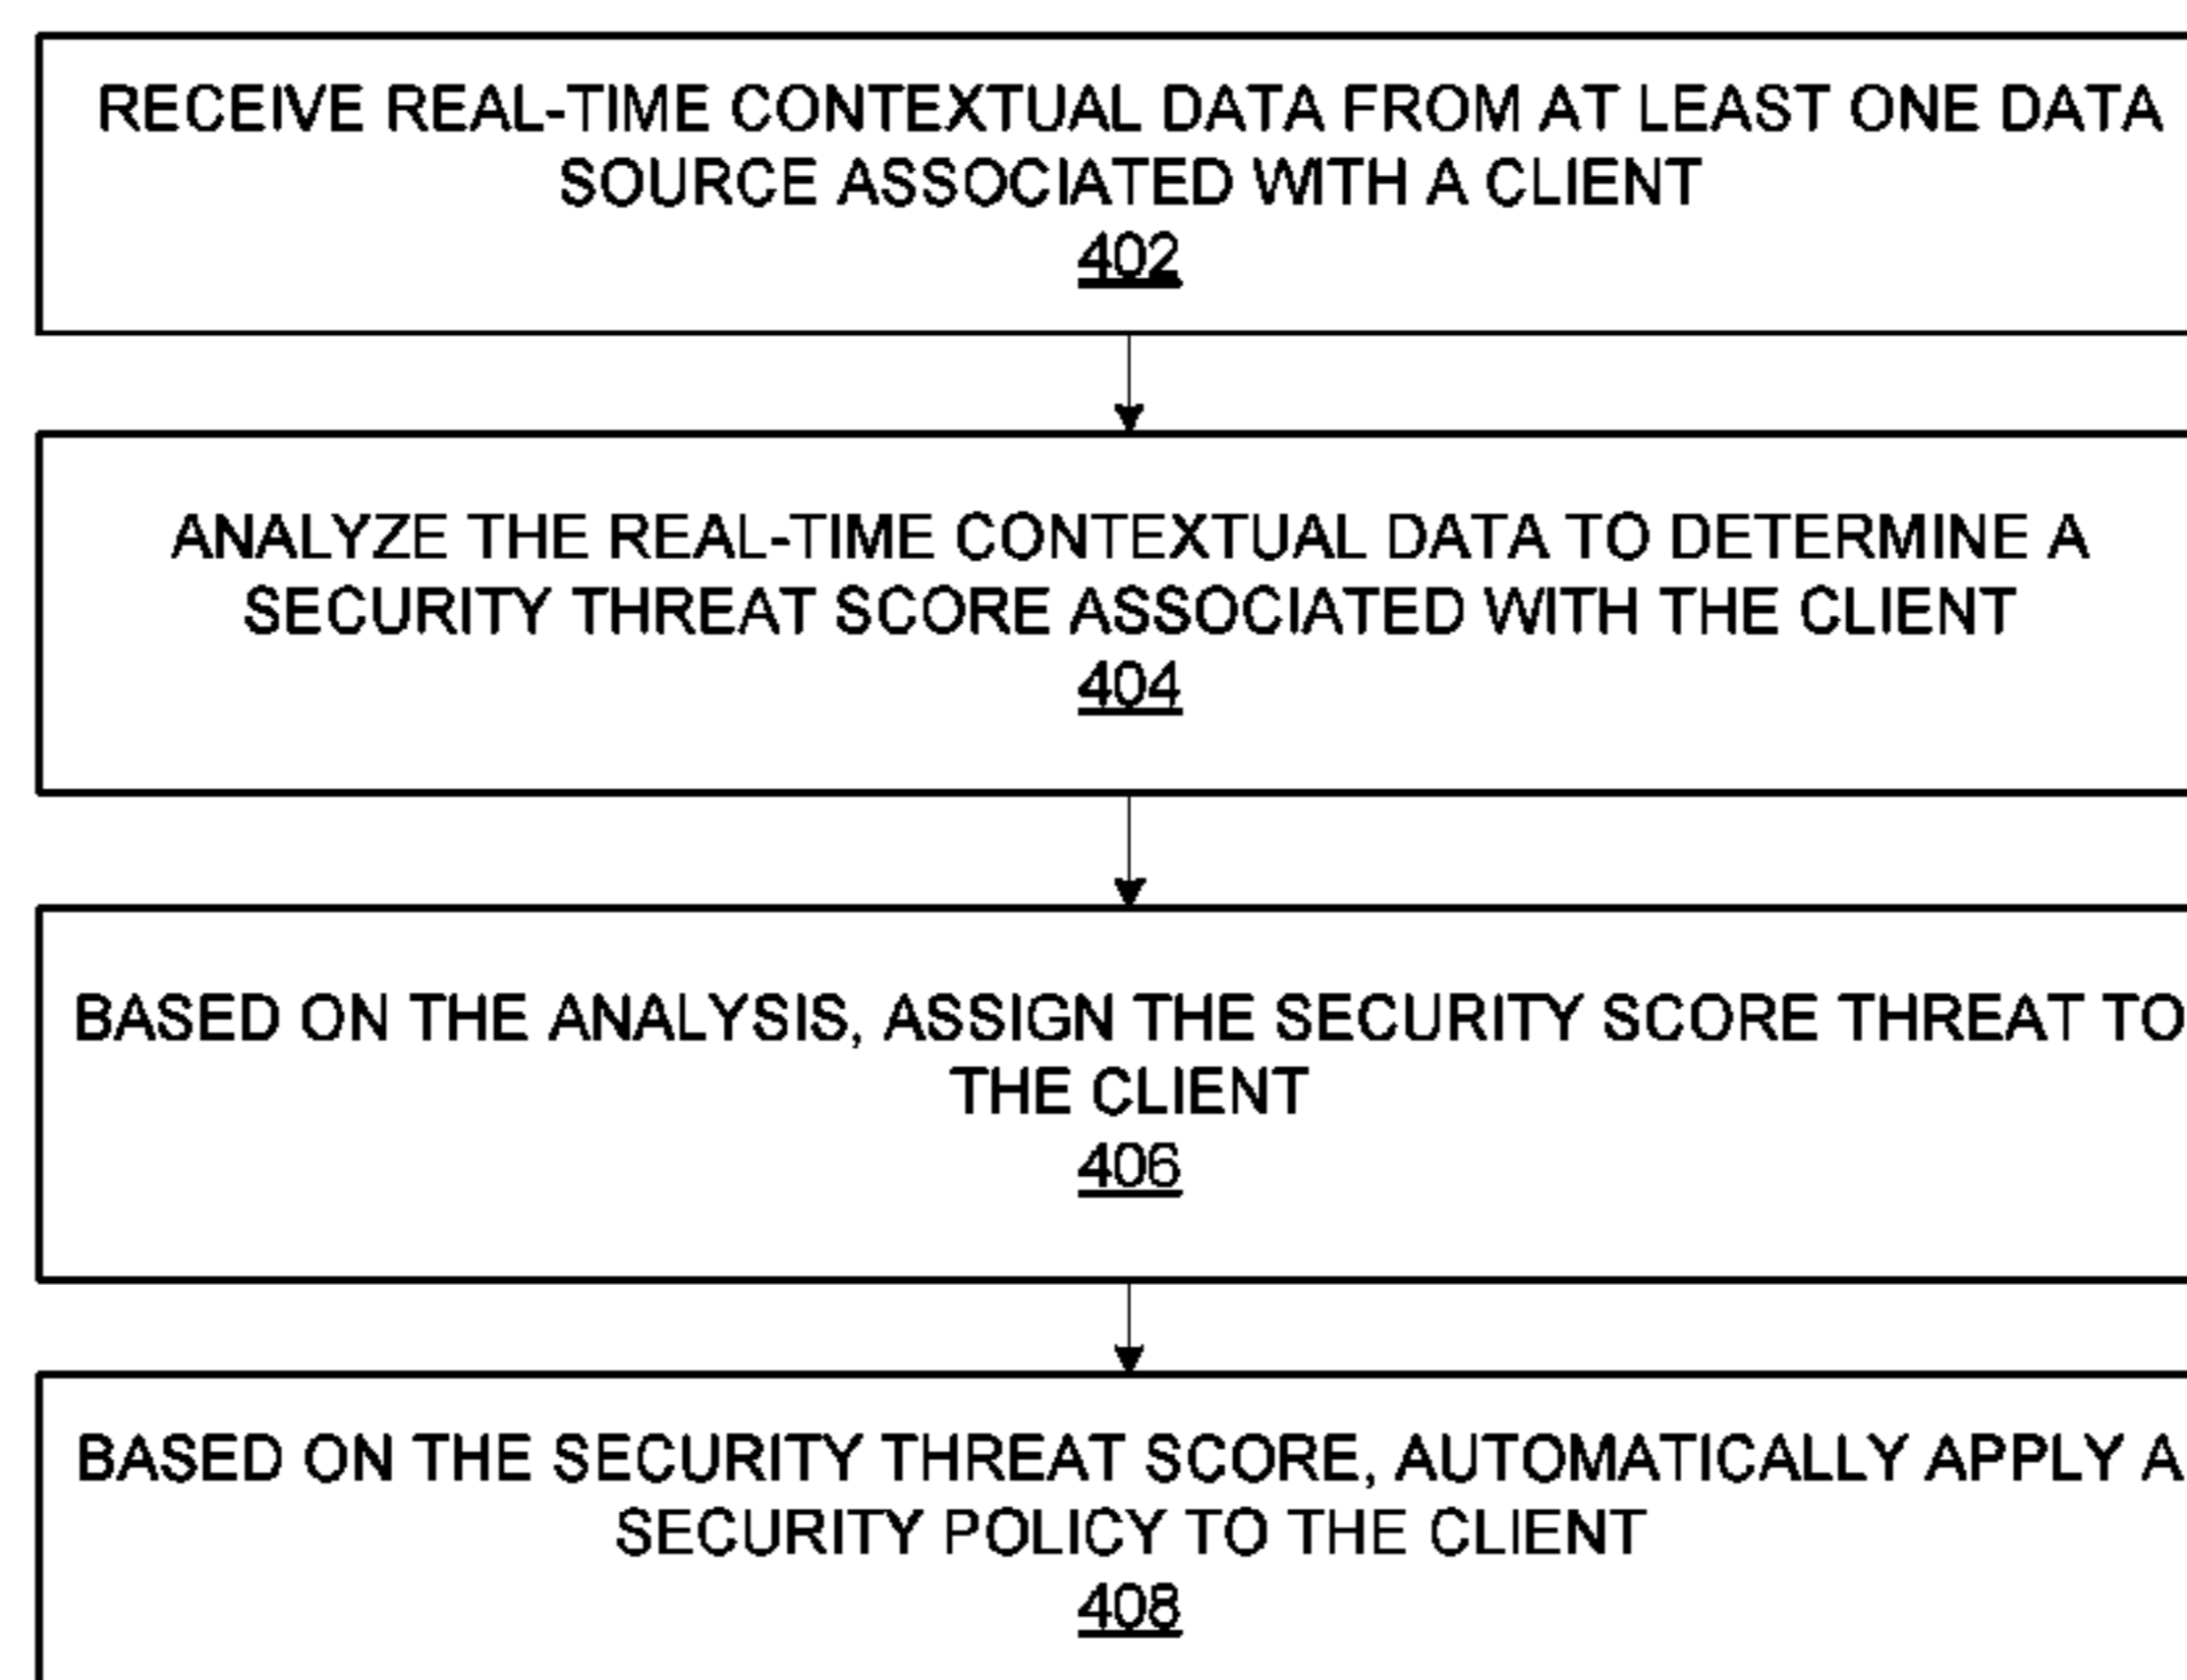 RECEIVE REAL-TIME CONTEXTUAL DATA FROM AT LEAST ONE DATA
SOURCE ASSOCIATED WITH A CLIENT
402
ANALYZE THE REAL-TIME CONTEXTUAL DATA TO DETERMINE A
SECURITY THREAT SCORE ASSOCIATED WITH THE CLIENT
404
BASED ON THE ANALYSIS, ASSIGN THE SECURITY SCORE THREAT TO
THE CLIENT
406
BASED ON THE SECURITY THREAT SCORE, AUTOMATICALLY APPLY A
SECURITY POLICY TO THE CLIENT
408